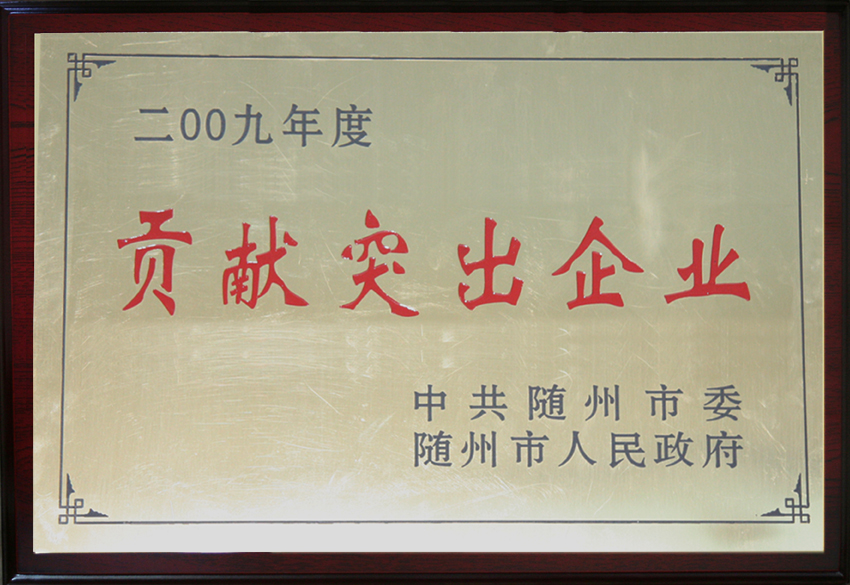 二00九年度
贡献突出企业
中共随州市委
随州市人民政府